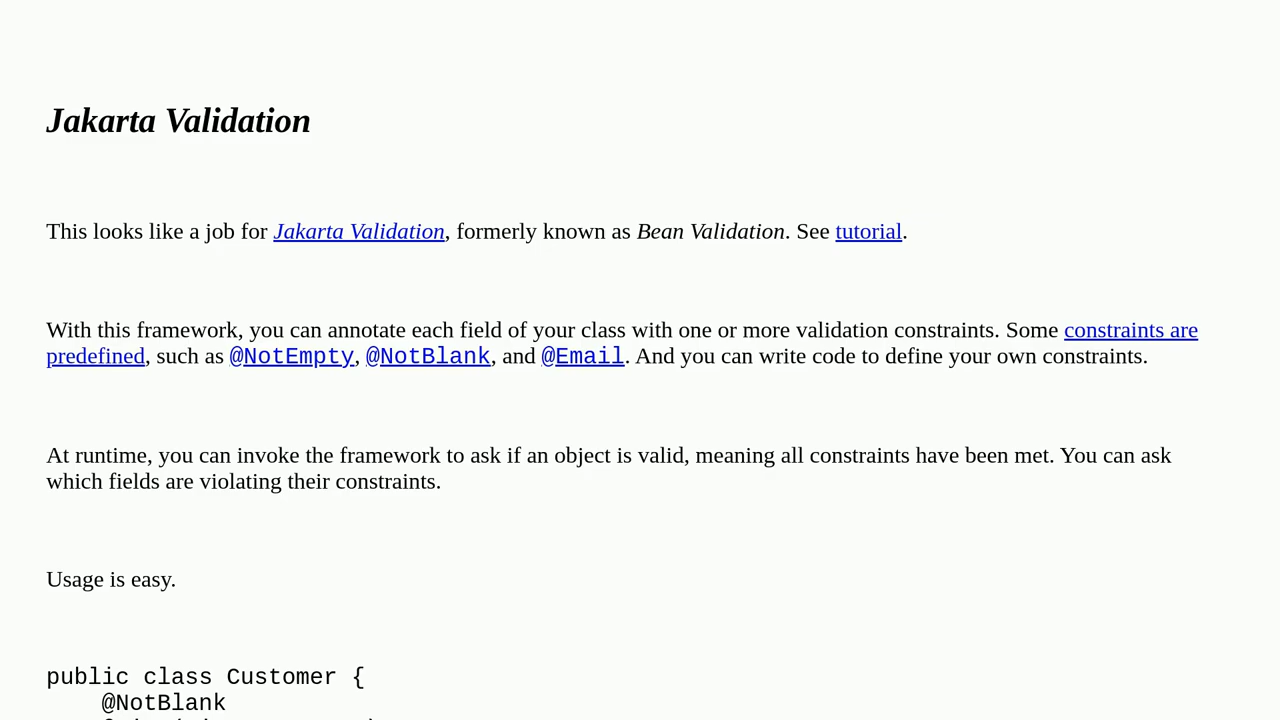 Jakarta Validation
This looks like a job for Jakarta Validation, formerly known as Bean Validation. See tutorial.
With this framework, you can annotate each field of your class with one or more validation constraints. Some constraints are
predefined, such as @NotEmpty, @NotBlank, and @Email. And you can write code to define your own constraints.
At runtime, you can invoke the framework to ask if an object is valid, meaning all constraints have been met. You can ask
which fields are violating their constraints.
Usage is easy.
public class Customer {
    @NotBlank